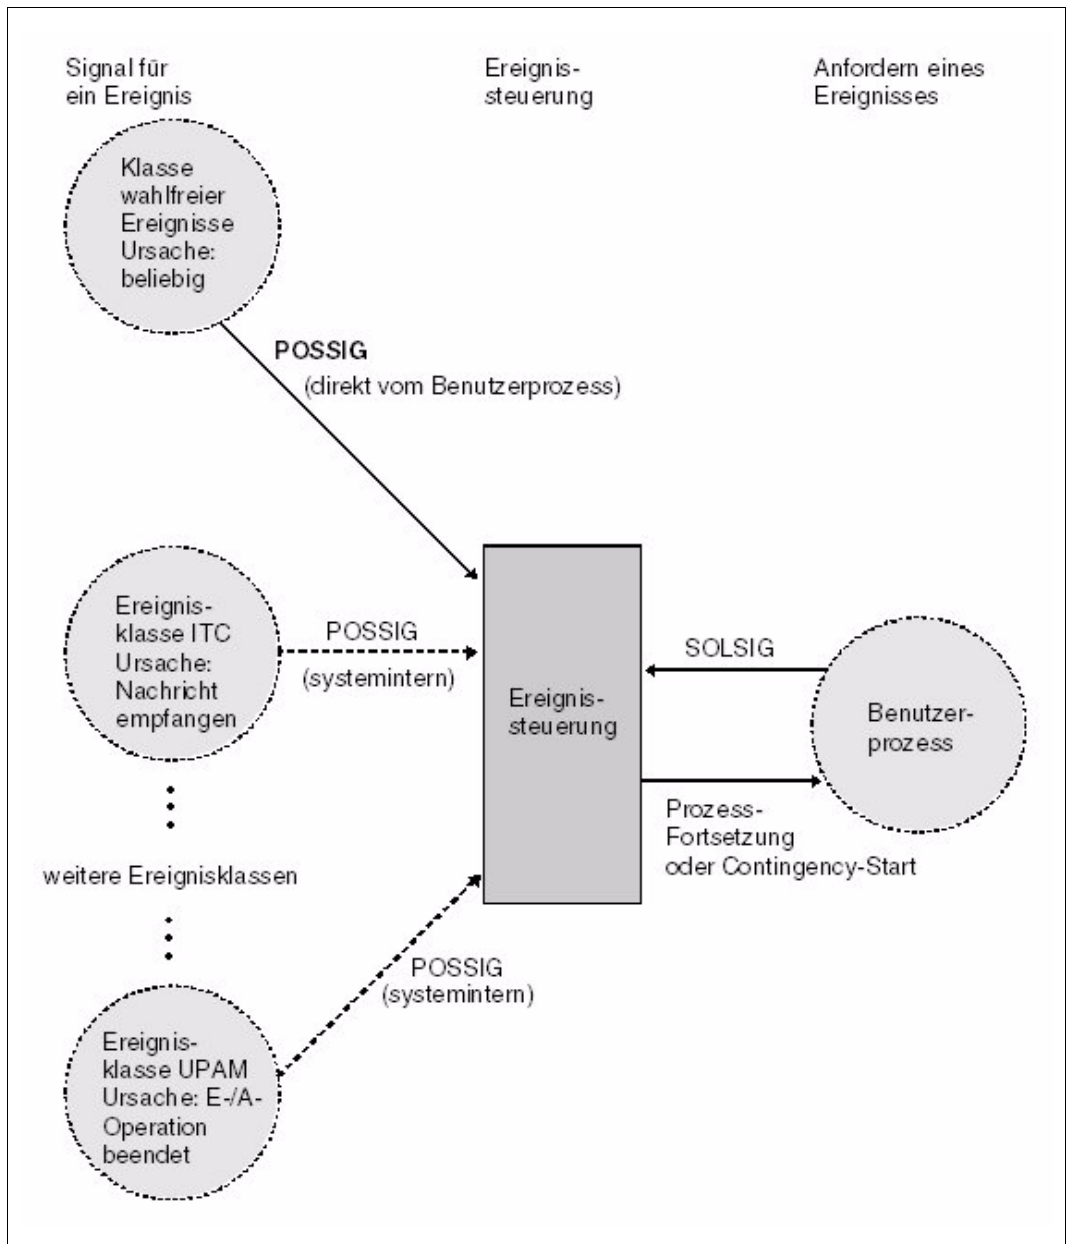 Signal für
ein Ereignis
Ereignis-
steuerung
Anfordern eines
Ereignisses
Klasse
wahlfreier
Ereignisse
Ursache:
beliebig
POSSIG
(direkt vom Benutzerprozess)
Ereignis-
klasse ITC
Ursache:
Nachricht
empfangen
POSSIG
(systemintern)
Ereignis-
steuerung
SOLSIG
Benutzer-
prozess
Prozess-
Fortsetzung
oder Contingency-Start
weitere Ereignisklassen
POSSIG
(systemintern)
Ereignis-
klasse UPAM
Ursache: E-/A-
Operation
beendet